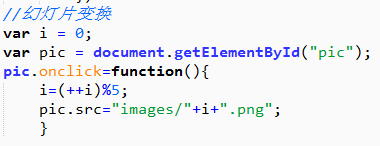 //幻灯片变换
var i = 0;
var pic = document.getElementById("pic");
pic.onclick=function(){
i=(++i)%5;
pic.src="images/"+i+".png";
}